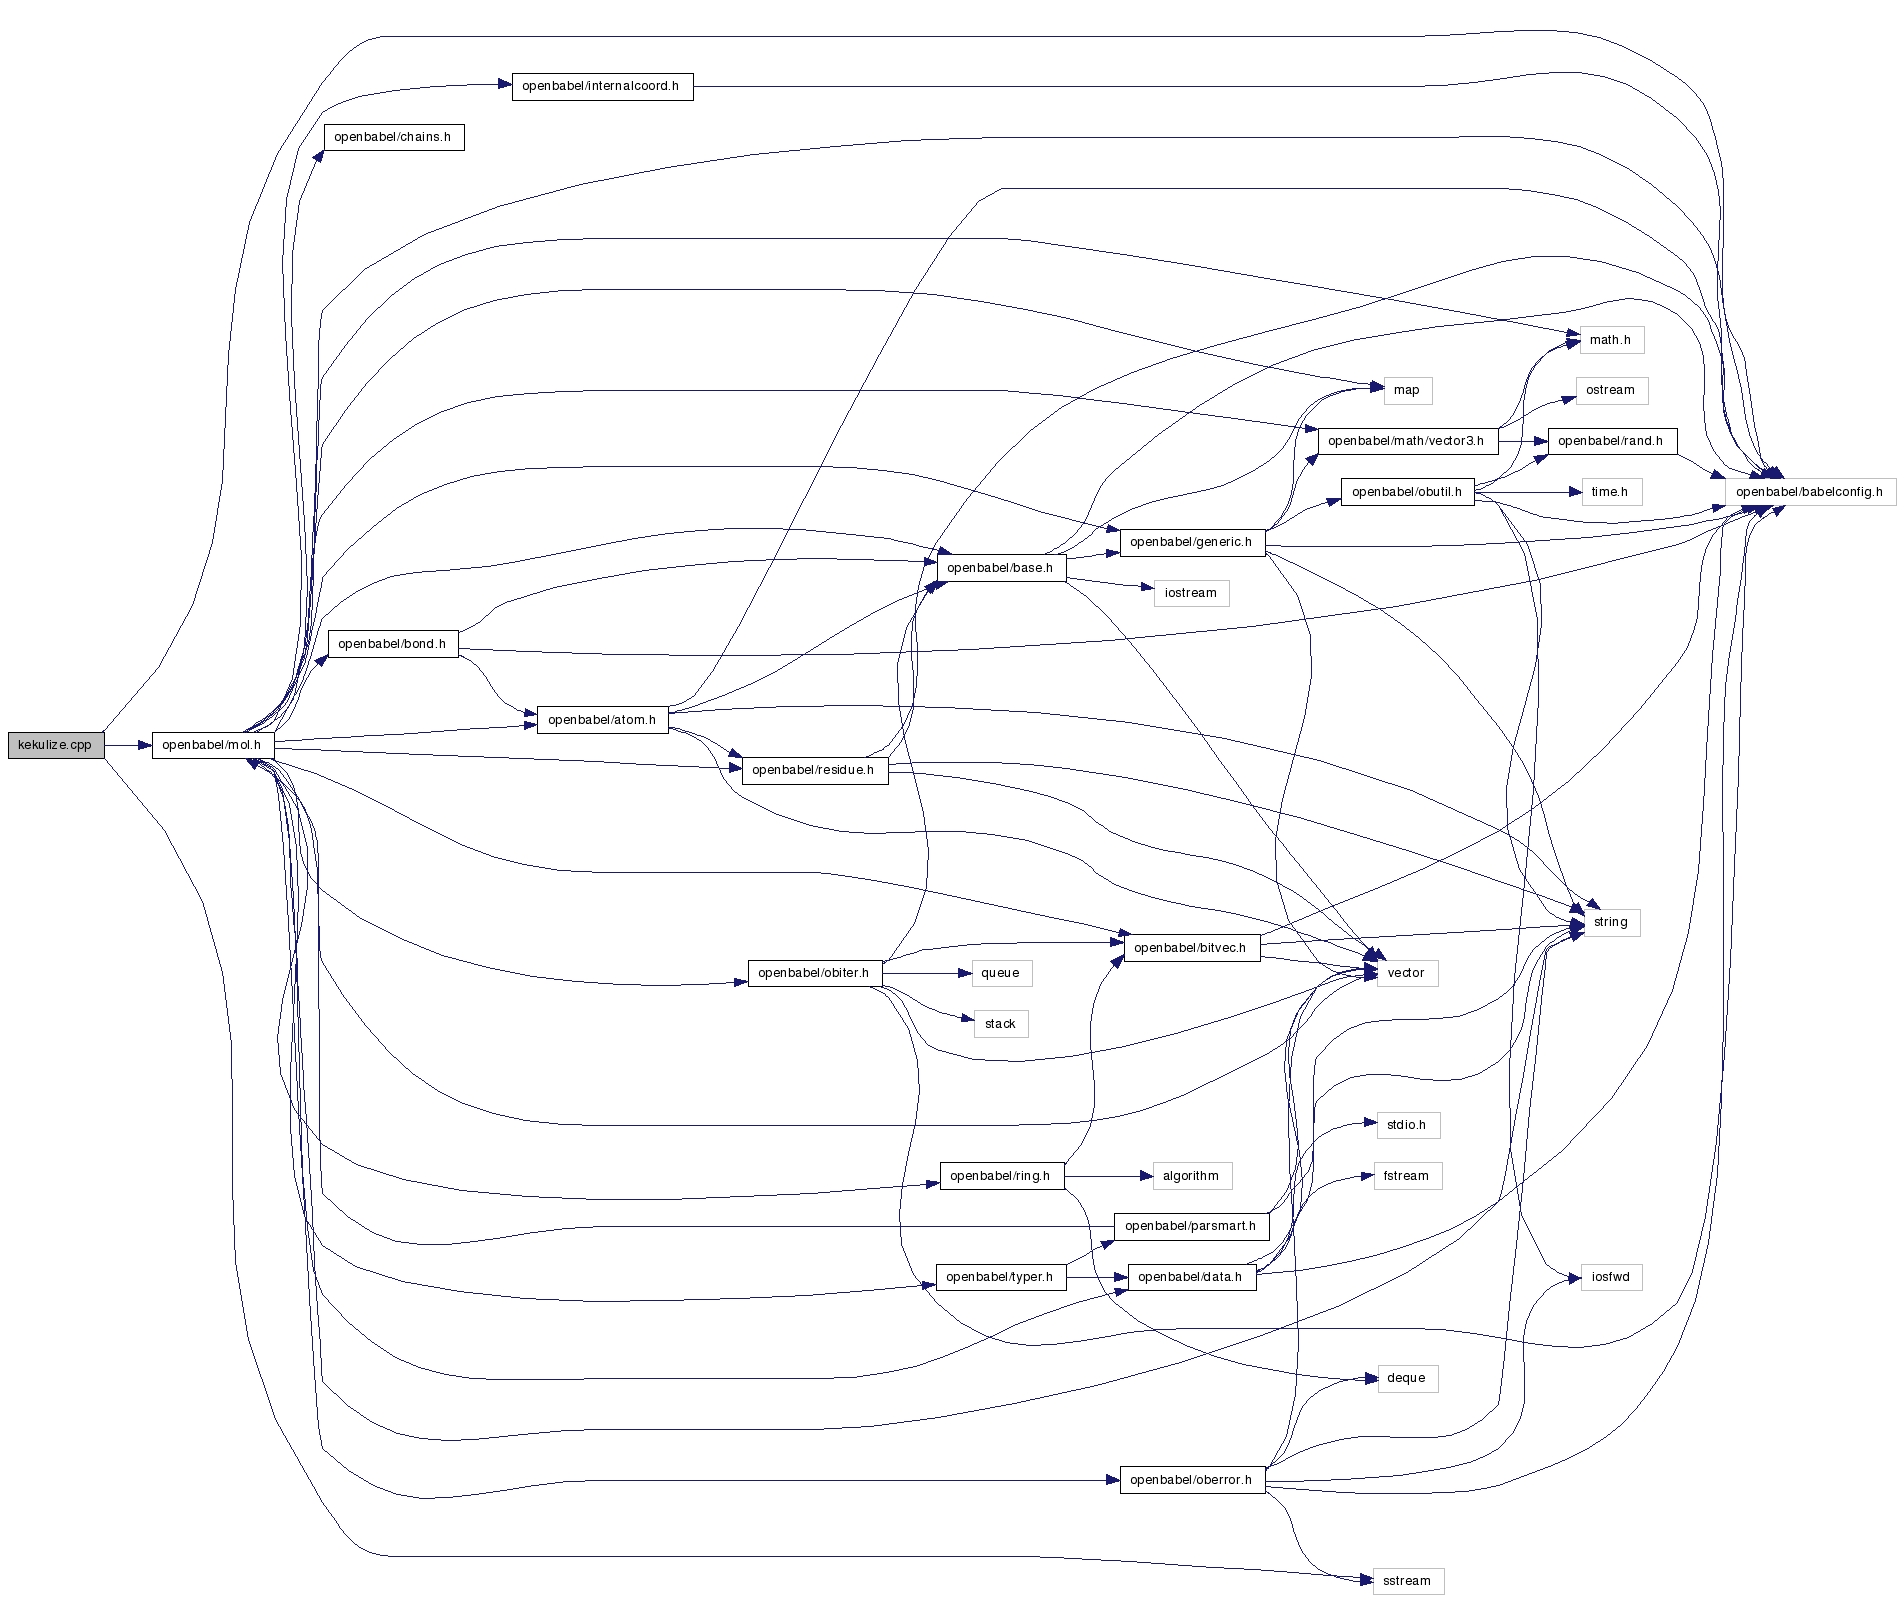 openbabel/internalcoord.h
openbabel/chains.h
math.h
map
ostream
openbabel/math/vector3.h
openbabel/rand.h
openbabel/obutil.h
time.h
openbabel/babelconfig.h
openbabel/generic.h
openbabel/base.h
iostream
openbabel/bond.h
openbabel/atom.h
kekulize.cpp
openbabel/mol.h
openbabel/residue.h
string
openbabel/bitvec.h
openbabel/obiter.h
queue
vector
stack
stdio.h
openbabel/ring.h
algorithm
fstream
openbabel/parsmart.h
openbabel/typer.h
openbabel/data.h
iosfwd
deque
openbabel/oberror.h
sstream